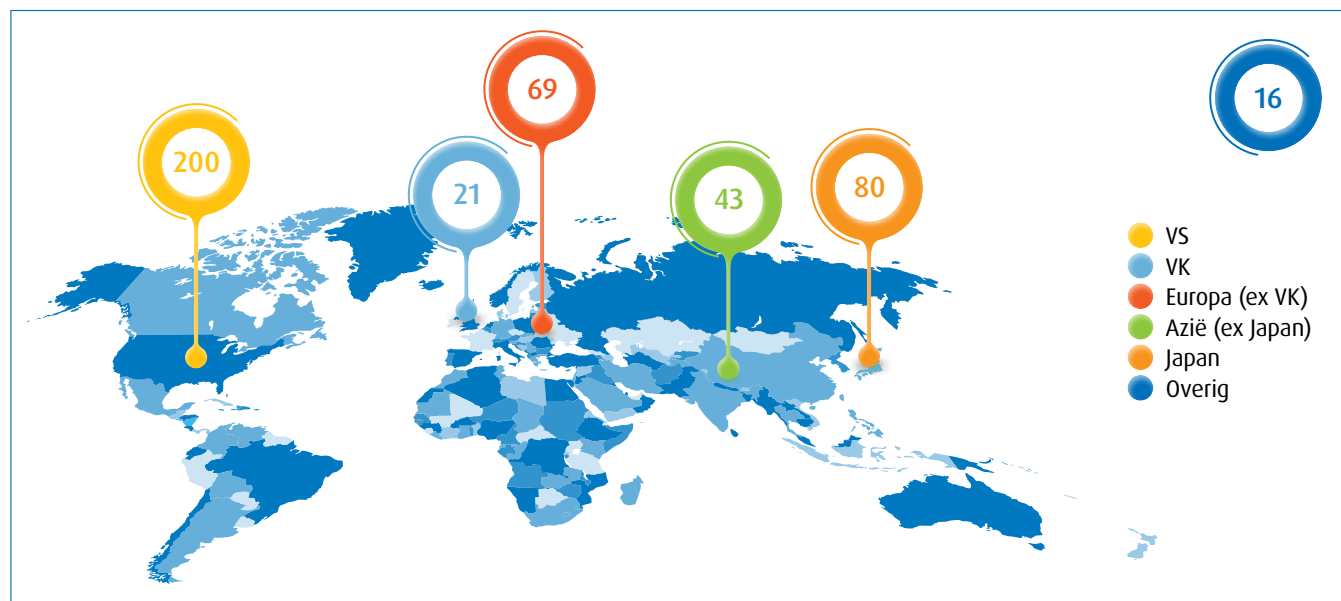 200
21
69
43
80
16
VS
VK
Europa (ex VK)
Azië (ex Japan)
Japan
Overig